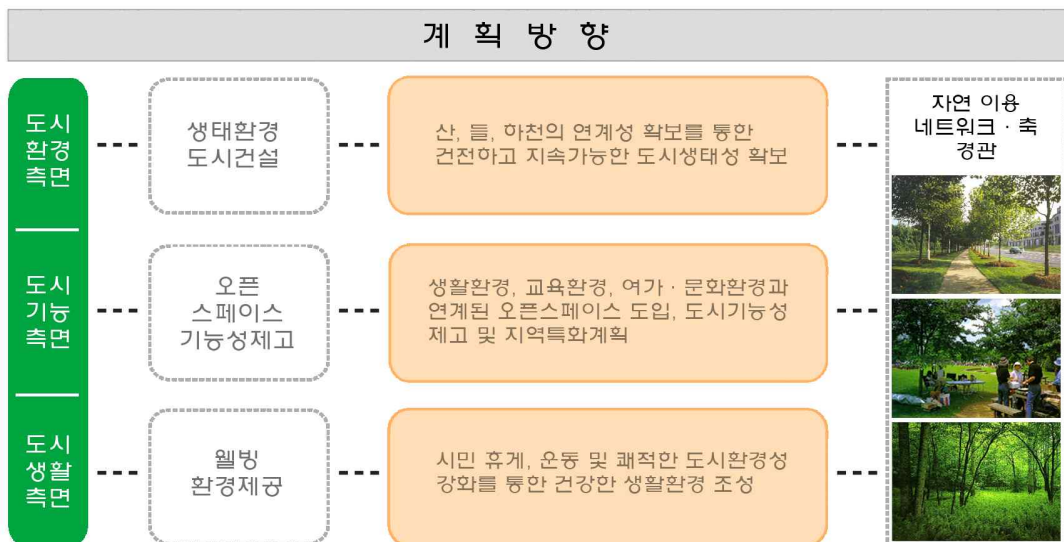 계 획 방 향
도시
환경
측면
생태환경
도시건설
산, 들, 하천의 연계성 확보를 통한
건전하고 지속가능한 도시생태성 확보
자연 이용
네트워크 · 축
경관
도시
기능
측면
오픈
스페이스
기능성제고
생활환경, 교육환경, 여가 · 문화환경과
연계된 오픈스페이스 도입, 도시기능성
제고 및 지역특화계획
도시
생활
측면
웰빙
환경제공
시민 휴게, 운동 및 쾌적한 도시환경성
강화를 통한 건강한 생활환경 조성